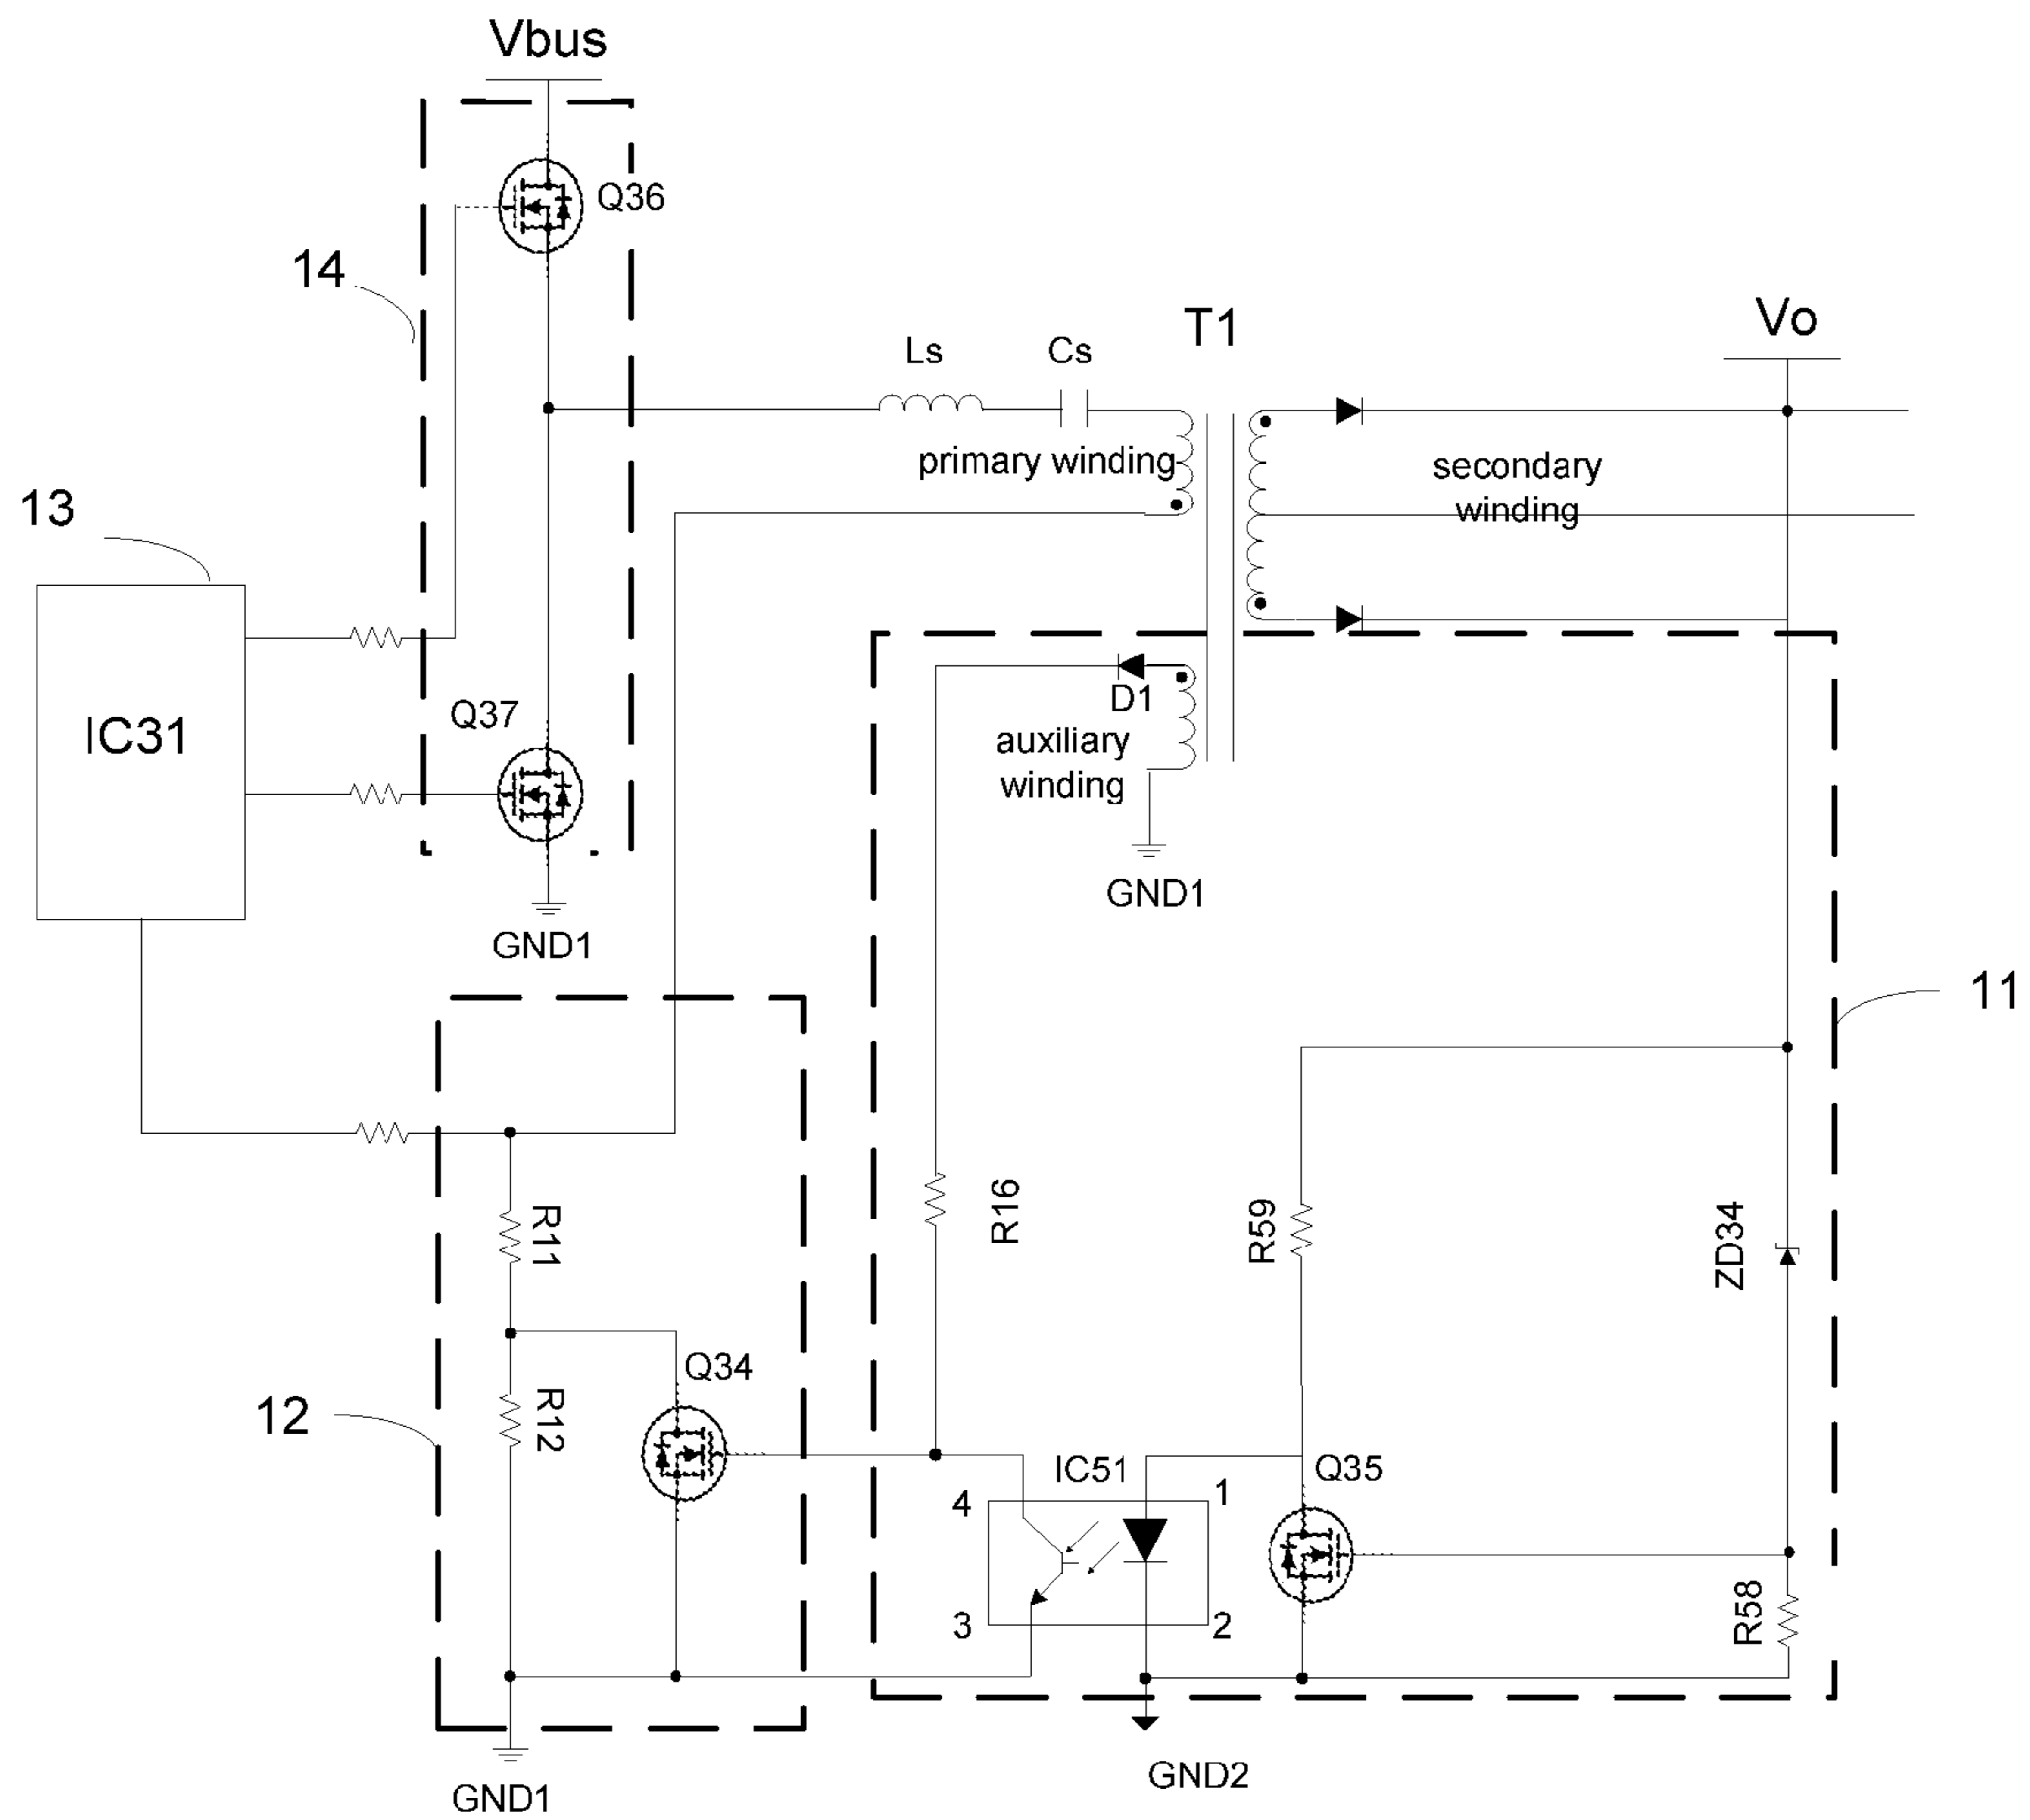 Vbus
Q36
14
T1
Vo
Ls
Cs
primary winding
secondary
winding
13
Q37
D1
IC31
auxiliary
winding
GND1
GND1
11
R11
R16
R59
ZD34
Q34
12
R12
IC51
Q35
4
1
3
2
R58
GND1
GND2